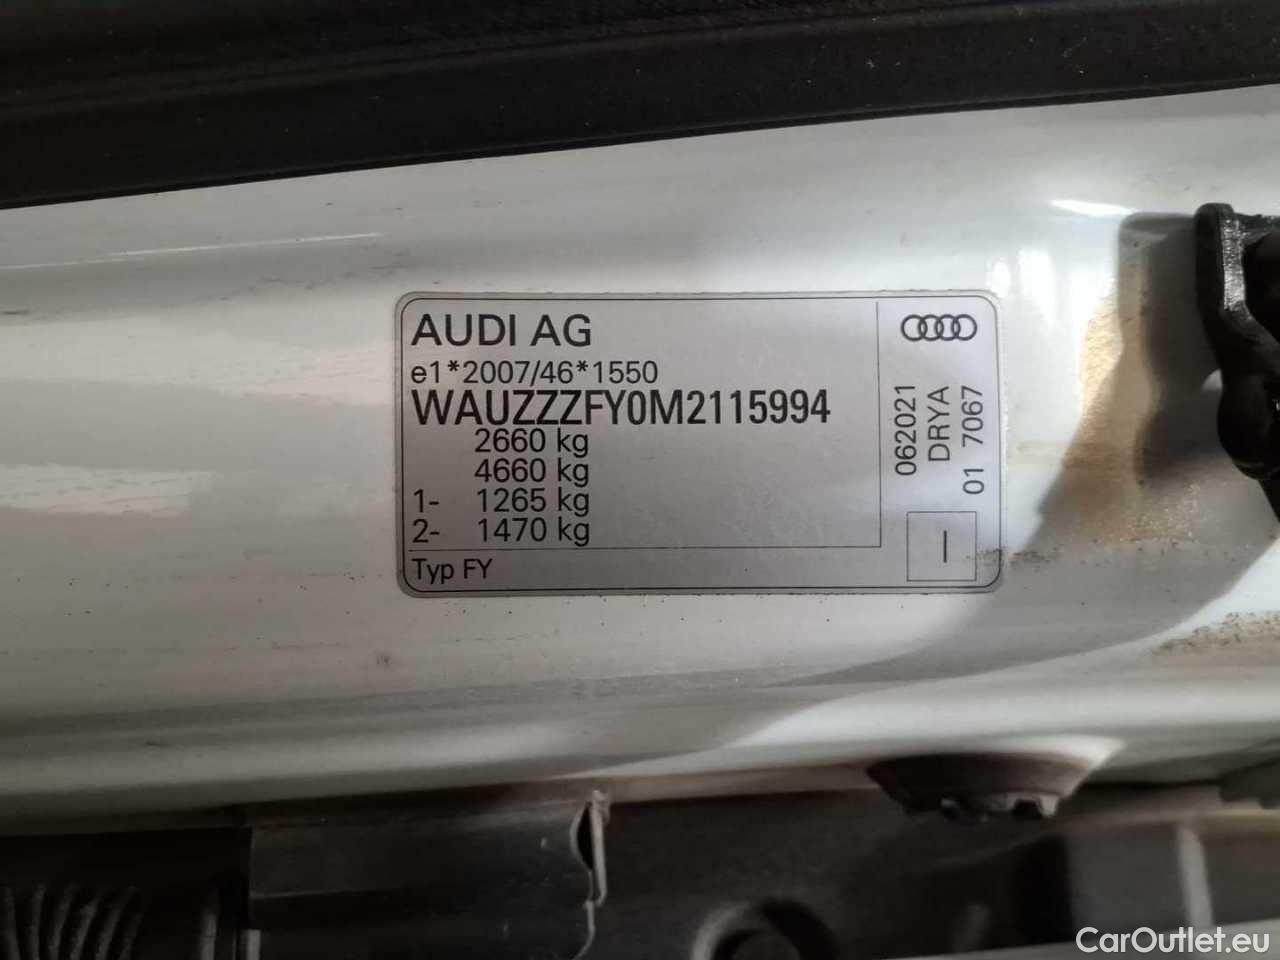 AUDI AG
e1*2007/46*1550
WAUZZZFY0M2115994
2660 kg
4660 kg
1- 1265 kg
2- 1470 kg
Typ FY
062021
DRYA
01 7067
CarOutlet.eu